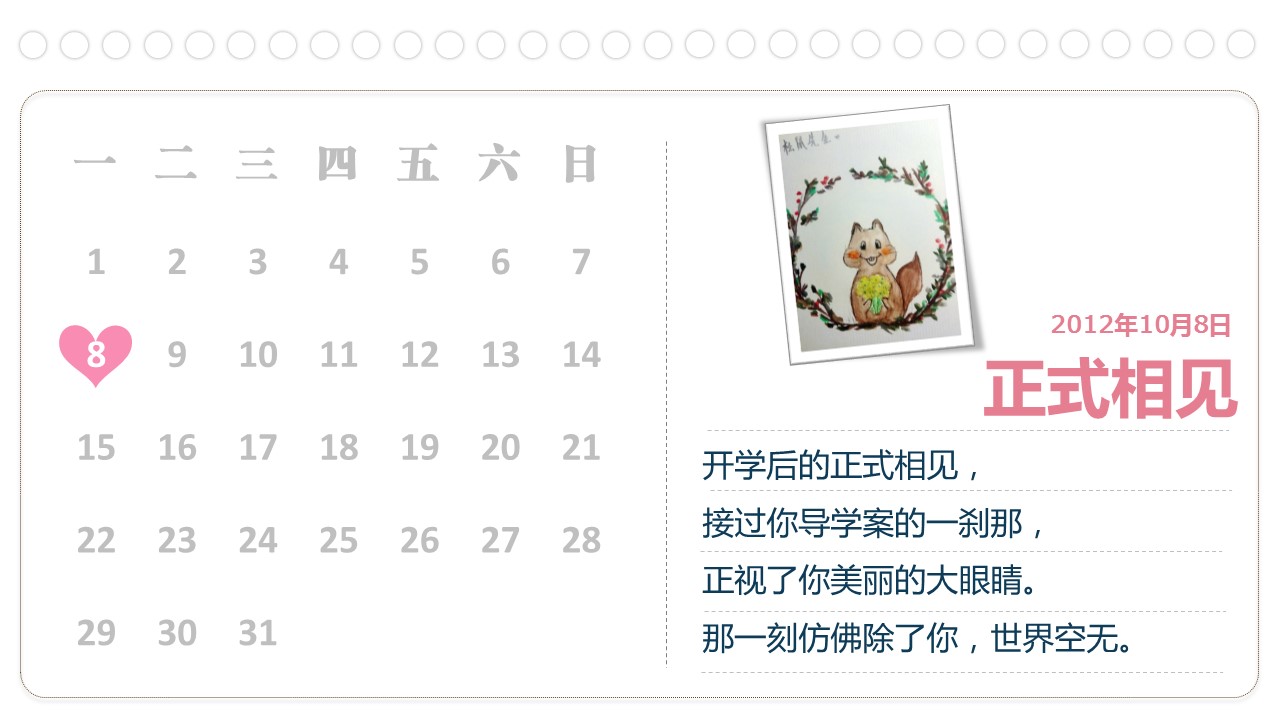 一 二 三 四 五 六 日
1 2 3 4 5 6 7
8 9 10 11 12 13 14
15 16 17 18 19 20 21
22 23 24 25 26 27 28
29 30 31
2012年10月8日
正式相见
开学后的正式相见，
接过你导学案的一刹那，
正视了你美丽的大眼睛。
那一刻仿佛除了你，世界空无。